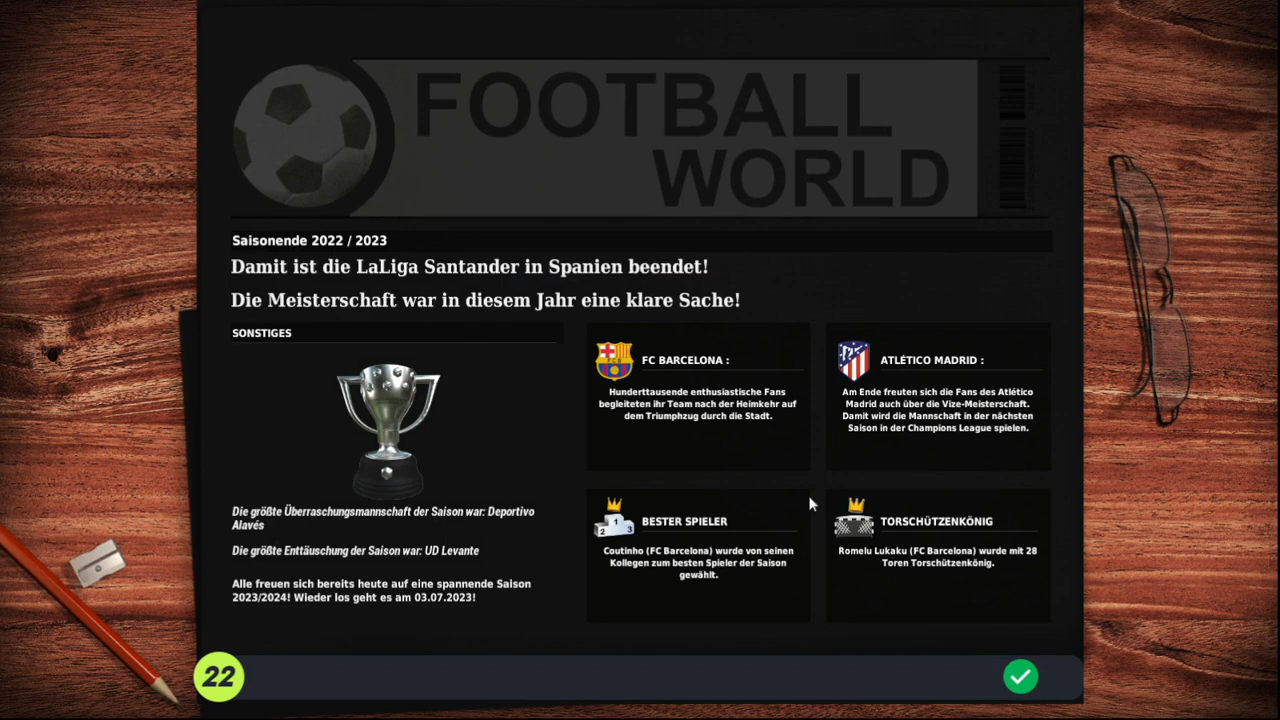 FOOTBALL
WORLD
Saisonende 2022 / 2023
Damit ist die LaLiga Santander in Spanien beendet!
Die Meisterschaft war in diesem Jahr eine klare Sache!
SONSTIGES
Die größte Überraschungsmannschaft der Saison war: Deportivo
Alavés
Die größte Enttäuschung der Saison war: UD Levante
Alle freuen sich bereits heute auf eine spannende Saison
2023/2024! Wieder los geht es am 03.07.2023!
FC BARCELONA :
Hunderttausende enthusiastische Fans
begleiteten ihr Team nach der Heimkehr auf
dem Triumphzug durch die Stadt.
ATLÉTICO MADRID :
Am Ende freuten sich die Fans des Atlético
Madrid auch über die Vize-Meisterschaft.
Damit wird die Mannschaft in der nächsten
Saison in der Champions League spielen.
2 1 3
BESTER SPIELER
Coutinho (FC Barcelona) wurde von seinen
Kollegen zum besten Spieler der Saison
gewählt.
TORSCHÜTZENKÖNIG
Romelu Lukaku (FC Barcelona) wurde mit 28
Toren Torschützenkönig.
22